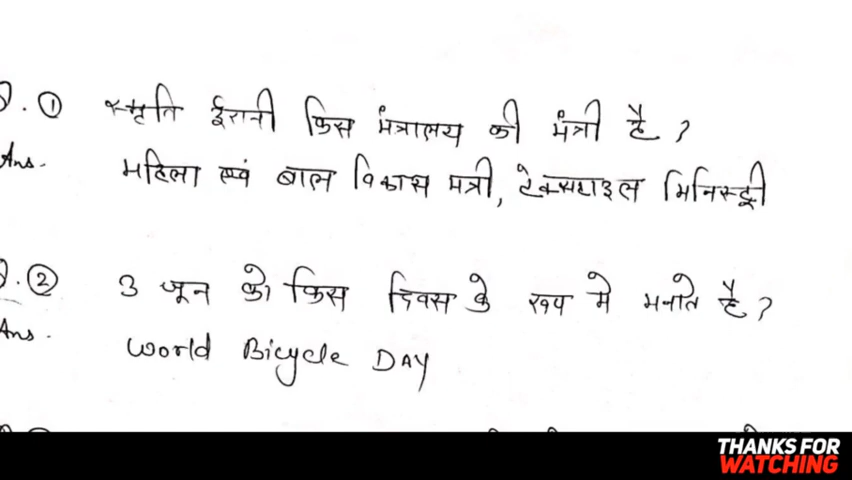 Q. ① स्मृति ईरानी किस मंत्रालय की मंत्री है ?
Ans. महिला एवं बाल विकास मंत्री, टेक्सटाइल मिनिस्ट्री
Q. ② 3 जून को किस दिवस के रूप मे मनाते है ?
Ans. World Bicycle DAY
THANKS FOR
WATCHING